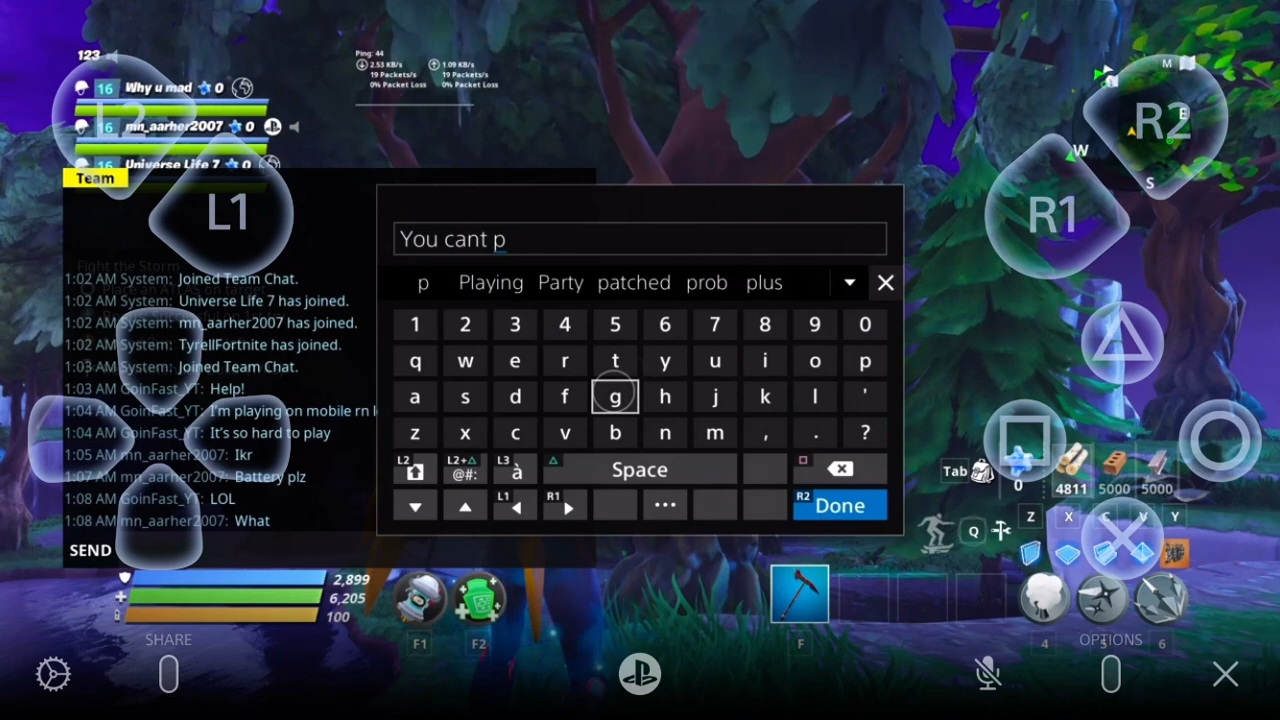 123
Ping: 44
2.53 KB/s 1.09 KB/s
19 Packets/s 19 Packets/s
0% Packet Loss 0% Packet Loss
16 Why u mad 0
16 mn_aarher2007 0
16 Universe Life 7 0
L2
L1
R2
R1
M
E
W
S
Team
Fight the Storm
1:02 AM System: Joined Team Chat.
1:02 AM System: Universe Life 7 has joined.
1:02 AM System: mn_aarher2007 has joined.
1:02 AM System: TyrellFortnite has joined.
1:03 AM System: Joined Team Chat.
1:03 AM GoinFast_YT: Help!
1:04 AM GoinFast_YT: I'm playing on mobile rn l
1:04 AM GoinFast_YT: It's so hard to play
1:05 AM mn_aarher2007: Ikr
1:07 AM mn_aarher2007: Battery plz
1:08 AM GoinFast_YT: LOL
1:08 AM mn_aarher2007: What
SEND
You cant p
p Playing Party patched prob plus
1 2 3 4 5 6 7 8 9 0
q w e r t y u i o p
a s d f g h j k l '
z x c v b n m , . ?
L2 L2+△ @#: L3 à △ Space □
L1 R1 ... R2 Done
Tab 0 4811 5000 5000
Z X C V Y
Q
2,899
6,205
100
F1 F2 F 4 5 6
SHARE OPTIONS